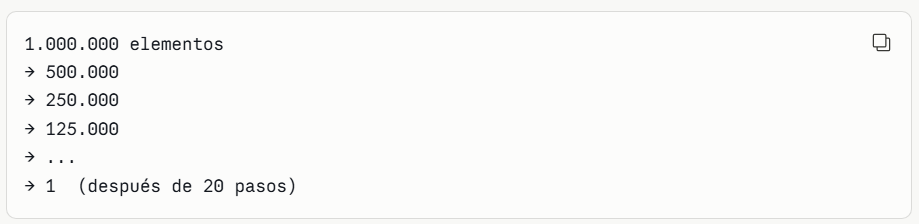 1.000.000 elementos
→ 500.000
→ 250.000
→ 125.000
→ ...
→ 1  (después de 20 pasos)